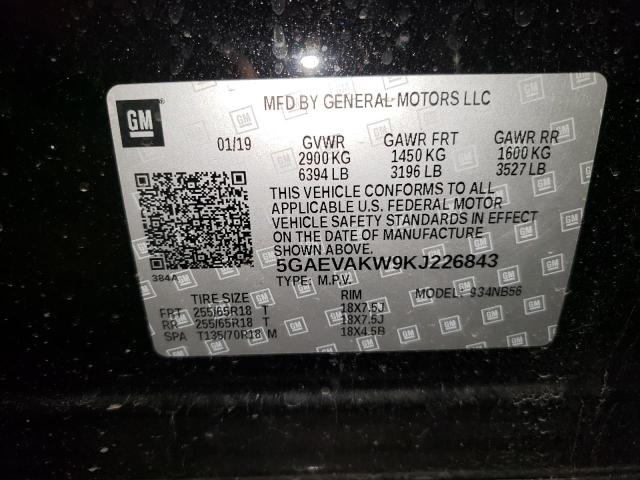 GM
MFD BY GENERAL MOTORS LLC
01/19 GVWR GAWR FRT GAWR RR
2900 KG 1450 KG 1600 KG
6394 LB 3196 LB 3527 LB
THIS VEHICLE CONFORMS TO ALL
APPLICABLE U.S. FEDERAL MOTOR
VEHICLE SAFETY STANDARDS IN EFFECT
ON THE DATE OF MANUFACTURE
SHOWN ABOVE.
384A
5GAEVAKW9KJ226843
TYPE: M.P.V. MODEL: 934NB56
TIRE SIZE RIM
FRT 255/65R18 T 18X7.5J
RR 255/65R18 T 18X7.5J
SPA T135/70R18 M 18X4.5B